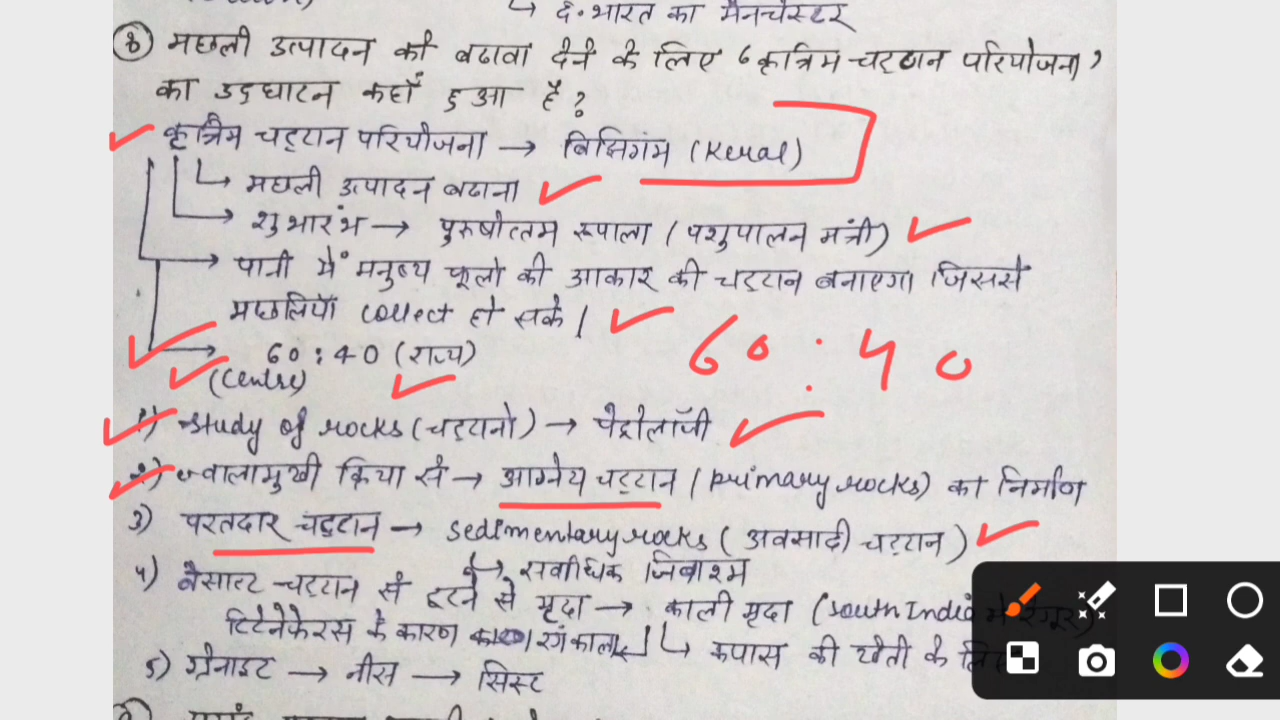 ↳ द. भारत का मैनचेस्टर
8) मछली उत्पादन को बढावा देने के लिए 'कृत्रिम चट्टान परियोजना'
का उद्घाटन कहाँ हुआ है?
कृत्रिम चट्टान परियोजना → विझिगंम (Keral)
↳ मछली उत्पादन बढाना
→ शुभारंभ → पुरुषोत्तम रूपाला (पशुपालन मंत्री)
→ पानी में मनुष्य फूलो की आकार की चट्टान बनाएगा जिससे
मछलियाँ collect हो सके।
60 : 40
→ 60 : 40 (राज्य)
(Centre)
1) Study of rocks (चट्टानो) → पेट्रोलॉजी
2) ज्वालामुखी क्रिया से → आग्नेय चट्टान (primary rocks) का निर्माण
3) परतदार चट्टान → Sedimentary rocks (अवसादी चट्टान)
↳ सर्वाधिक जिवाश्म
4) बैसाल्ट चट्टान से टूटने से मृदा → काली मृदा (South India में रेगूर)
टिटेनेफेरस के कारण रंग काला ↳ कपास की खेती के
5) ग्रेनाइट → नीस → सिस्ट